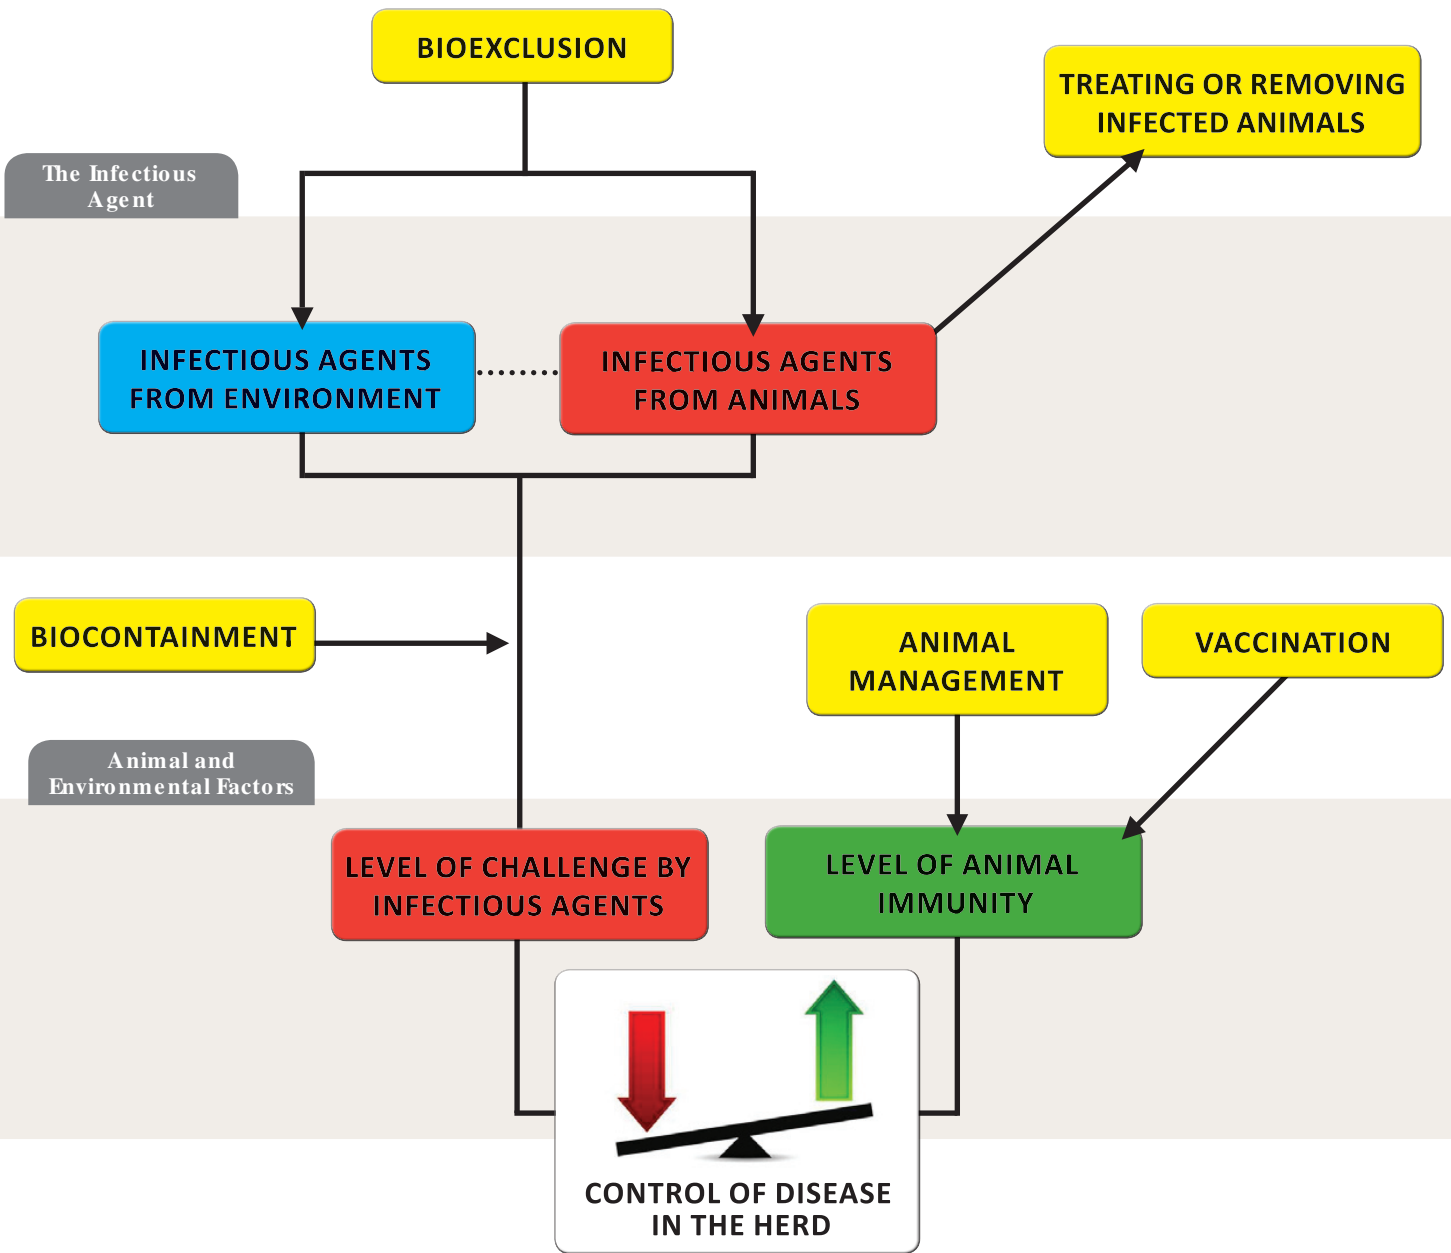 BIOEXCLUSION
TREATING OR REMOVING
INFECTED ANIMALS
The Infectious
Agent
INFECTIOUS AGENTS
FROM ENVIRONMENT
INFECTIOUS AGENTS
FROM ANIMALS
BIOCONTAINMENT
ANIMAL
MANAGEMENT
VACCINATION
Animal and
Environmental Factors
LEVEL OF CHALLENGE BY
INFECTIOUS AGENTS
LEVEL OF ANIMAL
IMMUNITY
CONTROL OF DISEASE
IN THE HERD